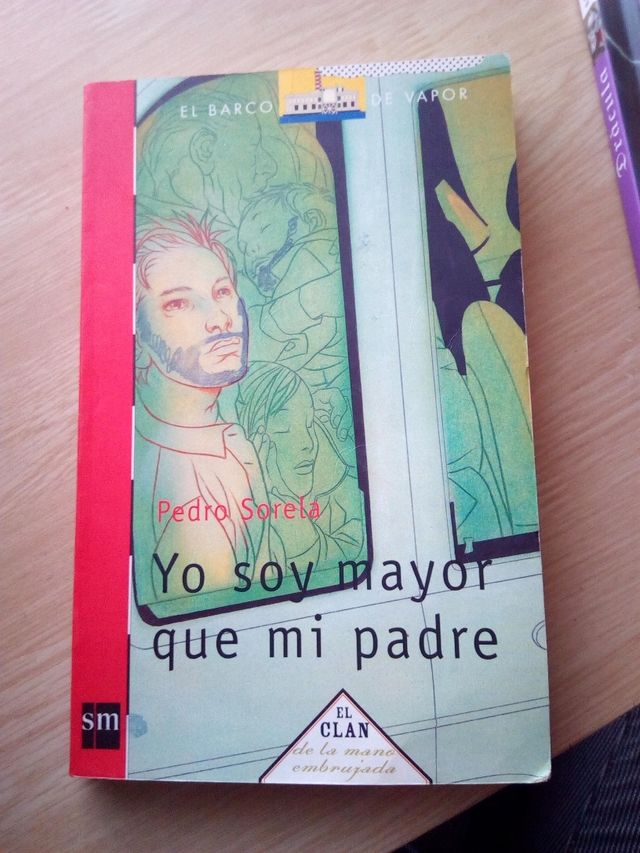 EL BARCO DE VAPOR
Drácula
Pedro Sorela
Yo soy mayor
que mi padre
sm
EL
CLAN
de la mano
embrujada